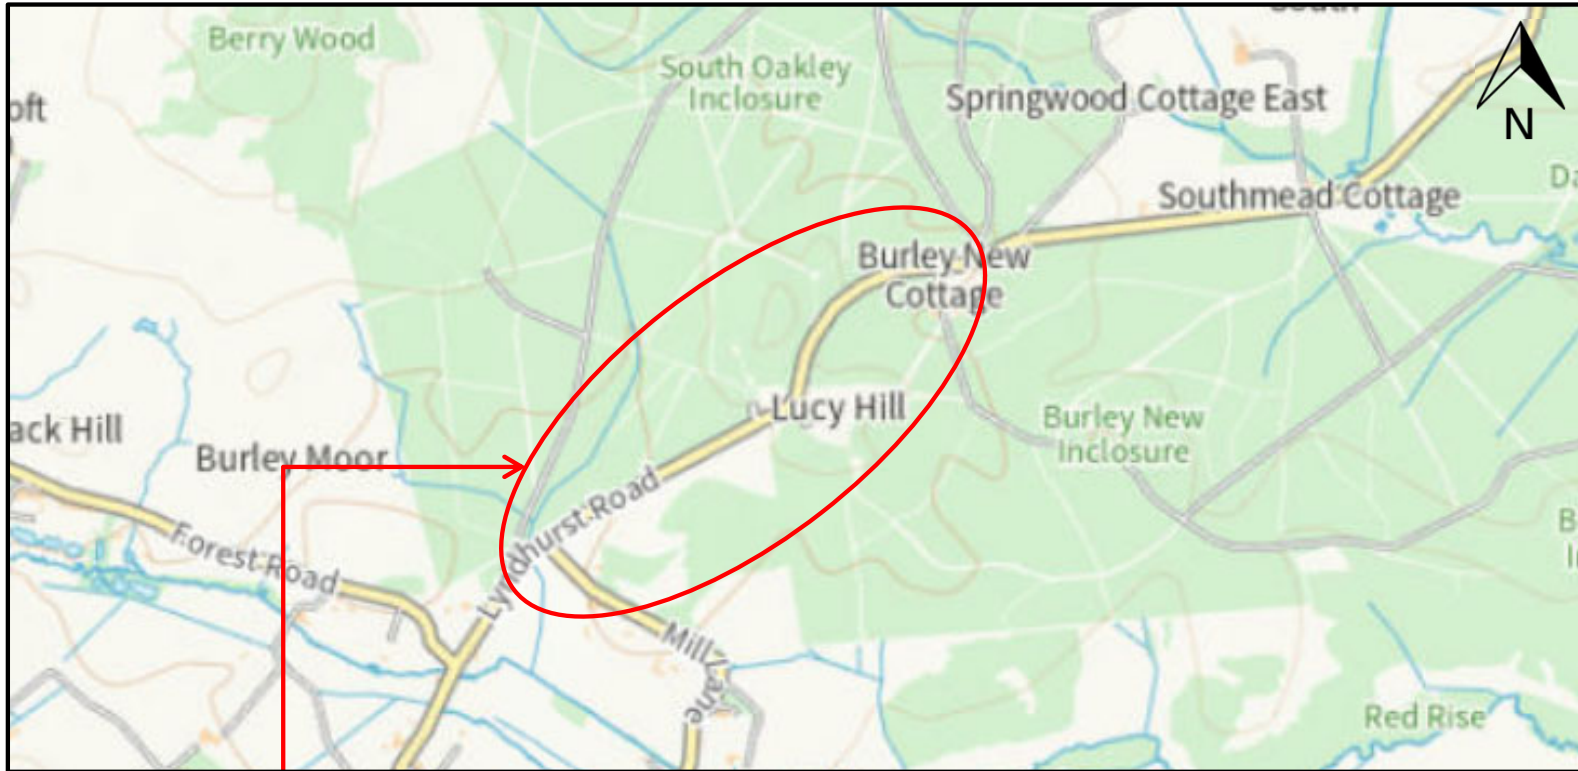 Berry Wood
South Oakley
Inclosure
South
Springwood Cottage East
N
oft
Southmead Cottage
Da
Burley New
Cottage
Lucy Hill
ack Hill
Burley Moor
Burley New
Inclosure
Lyndhurst Road
Forest Road
B
I
Mill Lane
Red Rise